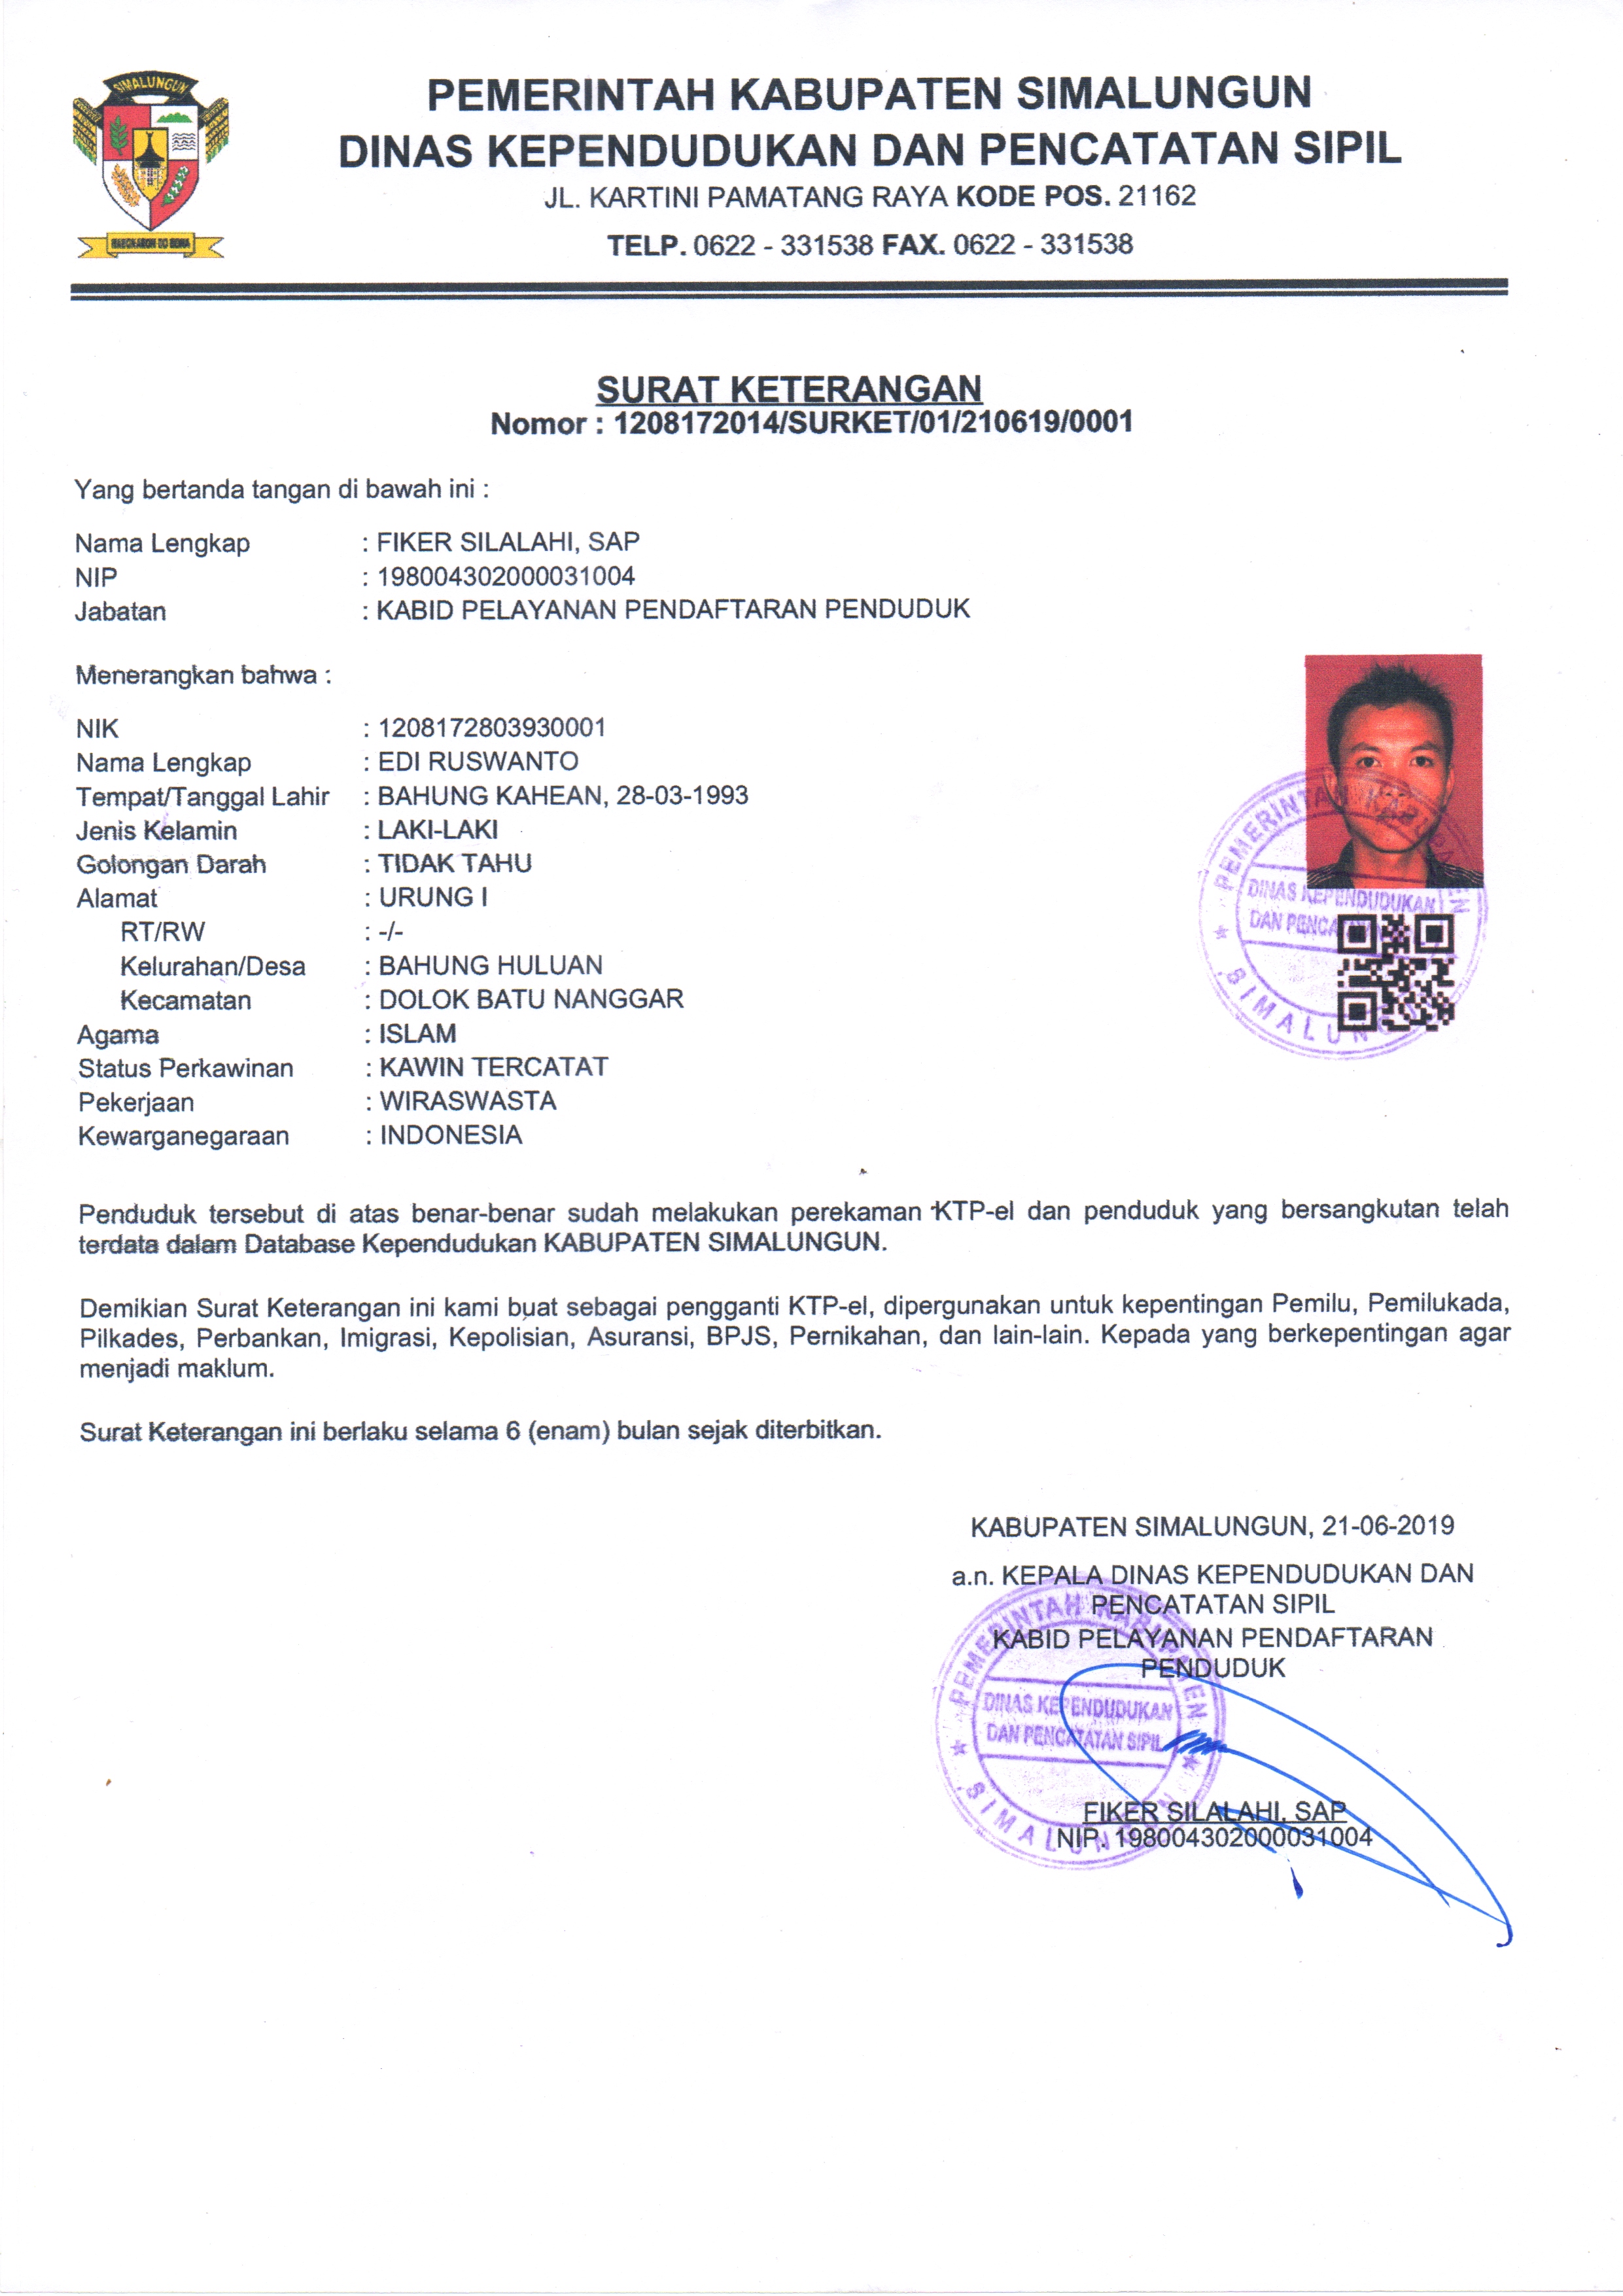 SIMALUNGUN
HABONARON DO BONA
PEMERINTAH KABUPATEN SIMALUNGUN
DINAS KEPENDUDUKAN DAN PENCATATAN SIPIL
JL. KARTINI PAMATANG RAYA KODE POS. 21162
TELP. 0622 - 331538 FAX. 0622 - 331538
SURAT KETERANGAN
Nomor : 1208172014/SURKET/01/210619/0001
Yang bertanda tangan di bawah ini :
Nama Lengkap : FIKER SILALAHI, SAP
NIP : 198004302000031004
Jabatan : KABID PELAYANAN PENDAFTARAN PENDUDUK
Menerangkan bahwa :
NIK : 1208172803930001
Nama Lengkap : EDI RUSWANTO
Tempat/Tanggal Lahir : BAHUNG KAHEAN, 28-03-1993
Jenis Kelamin : LAKI-LAKI
Golongan Darah : TIDAK TAHU
Alamat : URUNG I
RT/RW : -/-
Kelurahan/Desa : BAHUNG HULUAN
Kecamatan : DOLOK BATU NANGGAR
Agama : ISLAM
Status Perkawinan : KAWIN TERCATAT
Pekerjaan : WIRASWASTA
Kewarganegaraan : INDONESIA
PEMERINTAH KABUPATEN
DINAS KEPENDUDUKAN
DAN
SIMALUNGUN
Penduduk tersebut di atas benar-benar sudah melakukan perekaman KTP-el dan penduduk yang bersangkutan telah
terdata dalam Database Kependudukan KABUPATEN SIMALUNGUN.
Demikian Surat Keterangan ini kami buat sebagai pengganti KTP-el, dipergunakan untuk kepentingan Pemilu, Pemilukada,
Pilkades, Perbankan, Imigrasi, Kepolisian, Asuransi, BPJS, Pernikahan, dan lain-lain. Kepada yang berkepentingan agar
menjadi maklum.
Surat Keterangan ini berlaku selama 6 (enam) bulan sejak diterbitkan.
KABUPATEN SIMALUNGUN, 21-06-2019
a.n. KEPALA DINAS KEPENDUDUKAN DAN
PENCATATAN SIPIL
KABID PELAYANAN PENDAFTARAN
PENDUDUK
PEMERINTAH KABUPATEN
DINAS KEPENDUDUKAN
DAN PENCATATAN SIPIL
SIMALUNGUN
FIKER SILALAHI, SAP
NIP. 198004302000031004